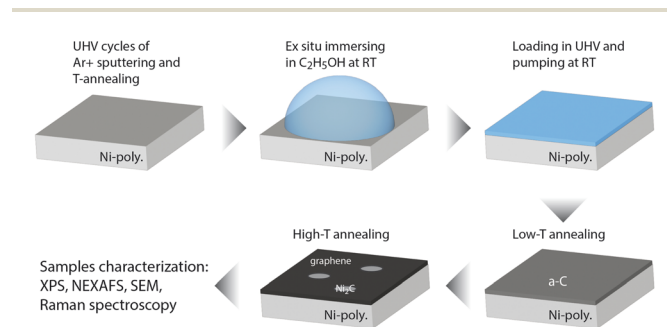 UHV cycles of
Ar+ sputtering and
T-annealing
Ni-poly.
Ex situ immersing
in C₂H₅OH at RT
Ni-poly.
Loading in UHV and
pumping at RT
Ni-poly.
Low-T annealing
a-C
Ni-poly.
High-T annealing
graphene
Ni₂C
Ni-poly.
Samples characterization:
XPS, NEXAFS, SEM,
Raman spectroscopy